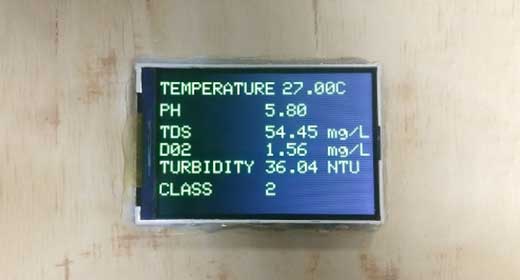 TEMPERATURE 27.00C
PH 5.80
TDS 54.45 mg/L
DO2 1.56 mg/L
TURBIDITY 36.04 NTU
CLASS 2